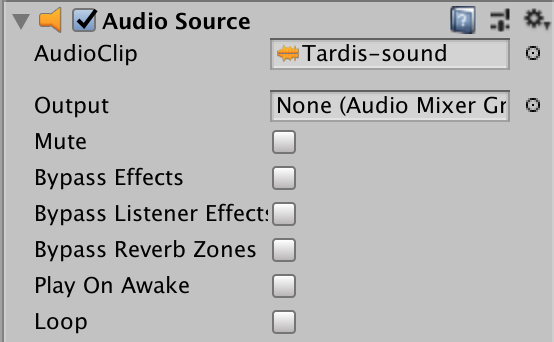 Audio Source
AudioClip Tardis-sound
Output None (Audio Mixer Gr
Mute
Bypass Effects
Bypass Listener Effect
Bypass Reverb Zones
Play On Awake
Loop